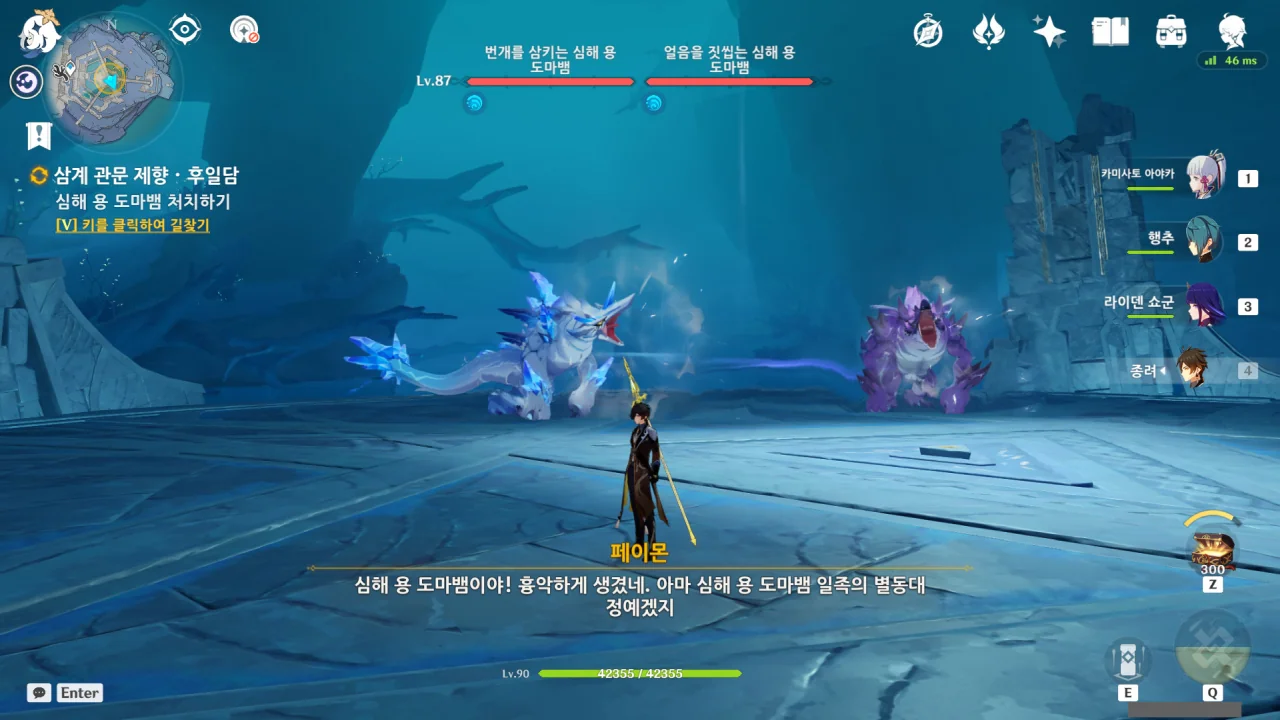 N
번개를 삼키는 심해 용
도마뱀
얼음을 짓씹는 심해 용
도마뱀
Lv.87
46 ms
삼계 관문 제향 · 후일담
심해 용 도마뱀 처치하기
[V] 키를 클릭하여 길찾기
카미사토 아야카
1
행추
2
라이덴 쇼군
3
종려
4
페이몬
심해 용 도마뱀이야! 흉악하게 생겼네. 아마 심해 용 도마뱀 일족의 별동대
정예겠지
300
Z
Lv.90
42355 / 42355
Enter
E
Q